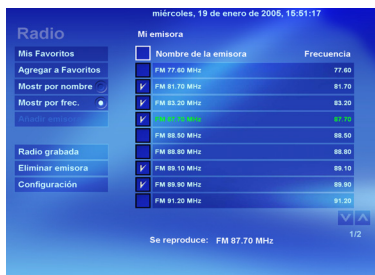 miércoles, 19 de enero de 2005, 15:51:17
Radio
Mi emisora
Mis Favoritos
Agregar a Favoritos
Mostr por nombre
Mostr por frec.
Añadir emisora
Radio grabada
Eliminar emisora
Configuración
Nombre de la emisora Frecuencia
FM 77.60 MHz 77.60
FM 81.70 MHz 81.70
FM 83.20 MHz 83.20
FM 87.70 MHz 87.70
FM 88.50 MHz 88.50
FM 88.80 MHz 88.80
FM 89.10 MHz 89.10
FM 89.90 MHz 89.90
FM 91.20 MHz 91.20
1/2
Se reproduce: FM 87.70 MHz